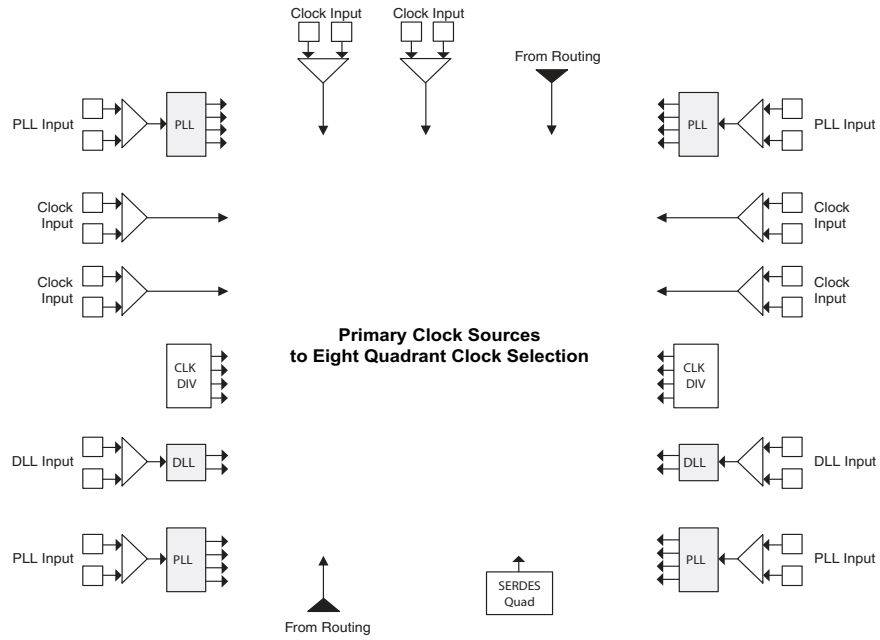 Clock Input Clock Input
From Routing
PLL Input PLL PLL PLL Input
Clock
Input
Clock
Input
Clock
Input
Clock
Input
Primary Clock Sources
to Eight Quadrant Clock Selection
CLK
DIV
CLK
DIV
DLL Input DLL DLL DLL Input
PLL Input PLL PLL PLL Input
SERDES
Quad
From Routing